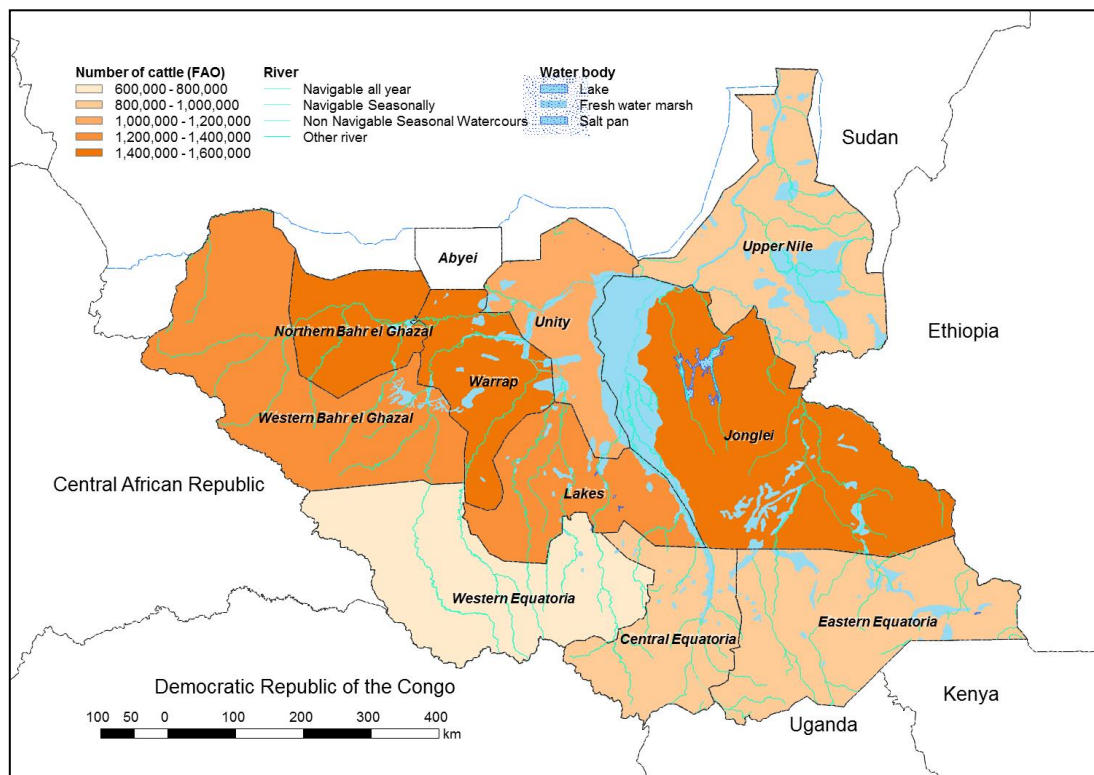 Number of cattle (FAO)
600,000 - 800,000
800,000 - 1,000,000
1,000,000 - 1,200,000
1,200,000 - 1,400,000
1,400,000 - 1,600,000
River
Navigable all year
Navigable Seasonally
Non Navigable Seasonal Watercours
Other river
Water body
Lake
Fresh water marsh
Salt pan
Sudan
Upper Nile
Abyei
Unity
Ethiopia
Northern Bahr el Ghazal
Warrap
Western Bahr el Ghazal
Jonglei
Central African Republic
Lakes
Western Equatoria
Central Equatoria
Eastern Equatoria
Democratic Republic of the Congo
Kenya
Uganda
100 50 0 100 200 300 400
km